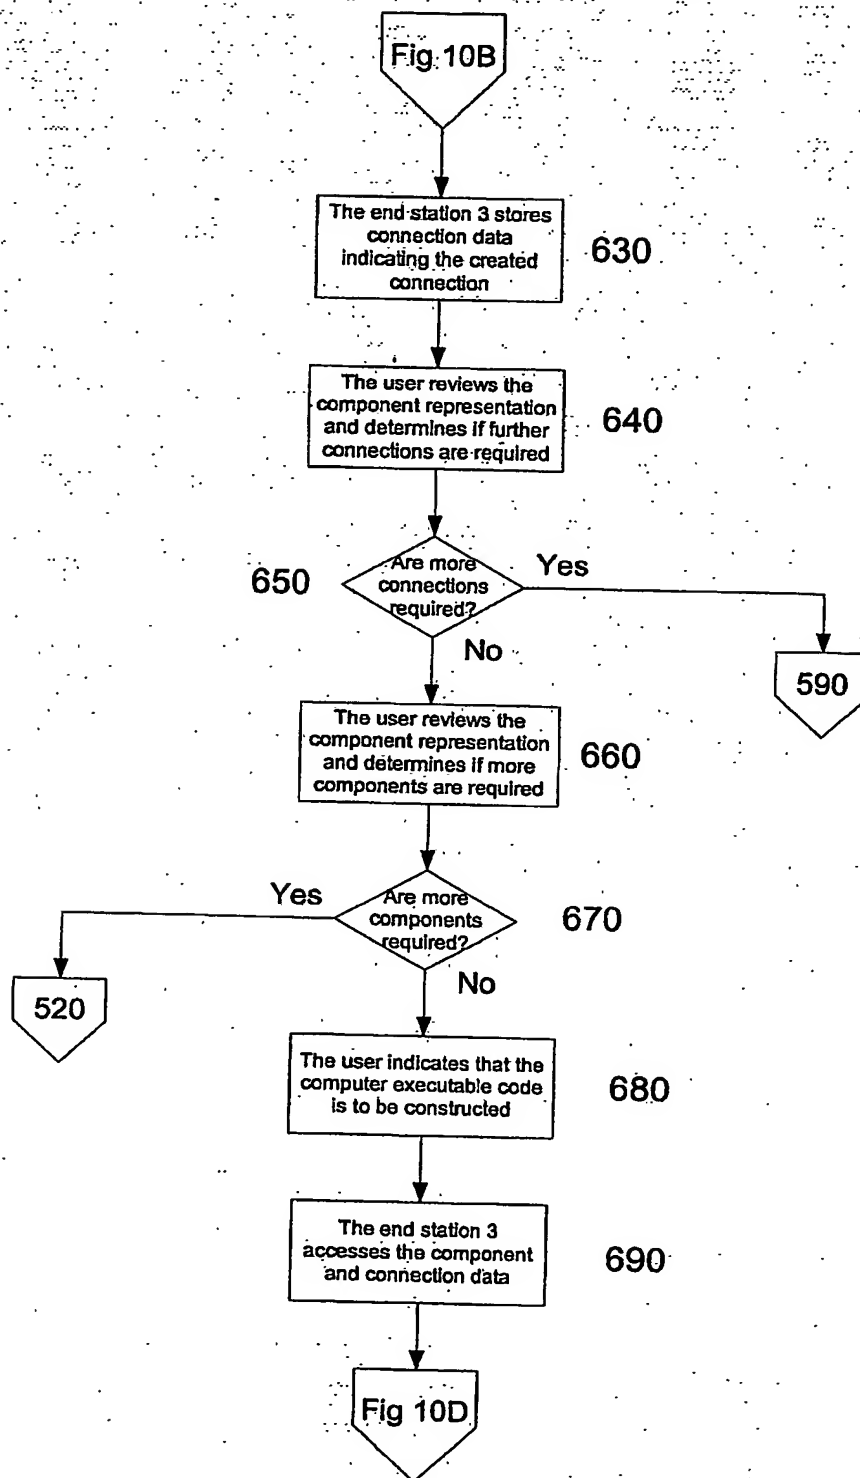 Fig 10B
The end station 3 stores
connection data
indicating the created
connection
630
The user reviews the
component representation
and determines if further
connections are required
640
650
Are more
connections
required?
Yes
No
590
The user reviews the
component representation
and determines if more
components are required
660
Yes
Are more
components
required?
670
No
520
The user indicates that the
computer executable code
is to be constructed
680
The end station 3
accesses the component
and connection data
690
Fig 10D